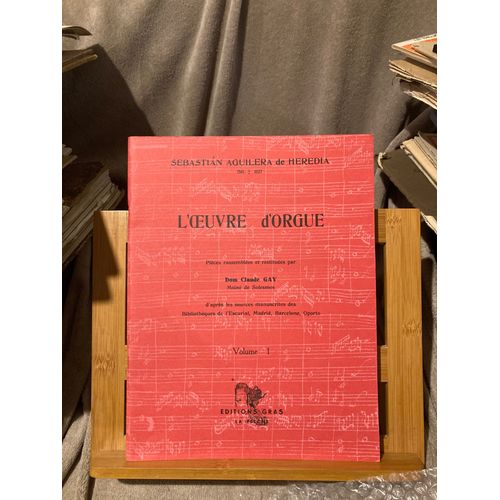 SEBASTIÁN AGUILERA de HEREDIA
L'ŒUVRE d'ORGUE
Pièces rassemblées et restituées par
Dom Claude GAY
Moine de Solesmes
d'après les sources manuscrites des
Bibliothèques de l'Escurial, Madrid, Barcelone, Oporto
Volume 1
EDITIONS GRAS
LA FLÈCHE